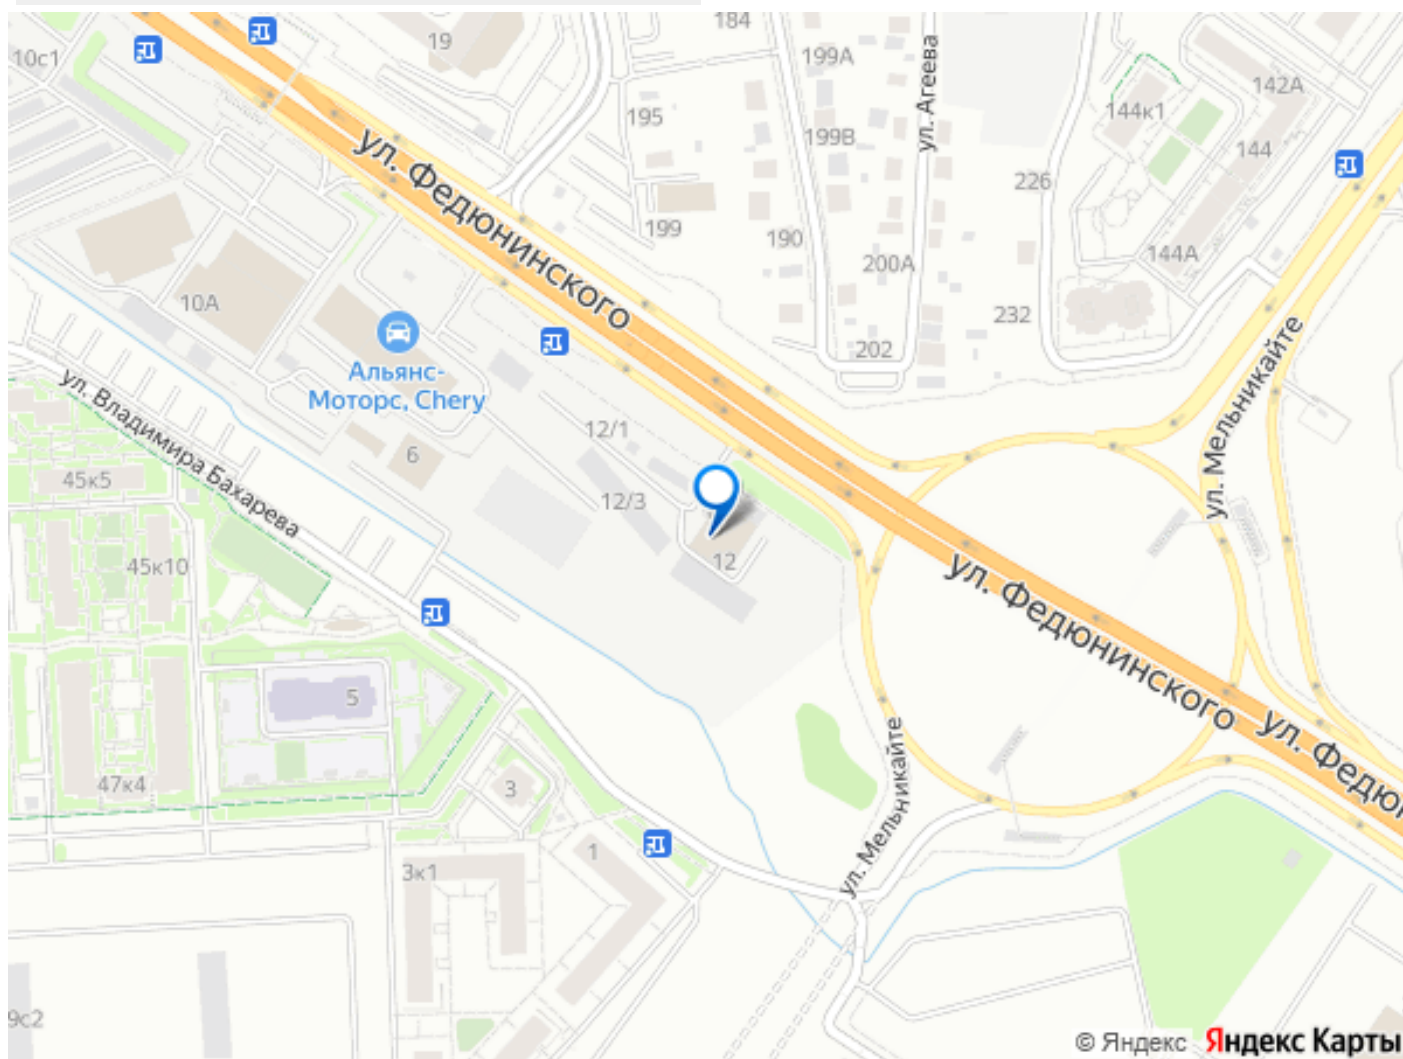 184
19
10с1
199А
ул. Агеева
142А
144к1
195
199В
144
ул. Федюнинского
226
199
190
144А
200А
10А
232
202
ул. Мельникайте
Альянс-
Моторс, Chery
ул. Владимира Бахарева
12/1
6
45к5
12/3
12
45к10
ул. Федюнинского
5
ул. Федюн
47к4
3
ул. Мельникайте
1
3к1
9с2
© Яндекс Яндекс Карты